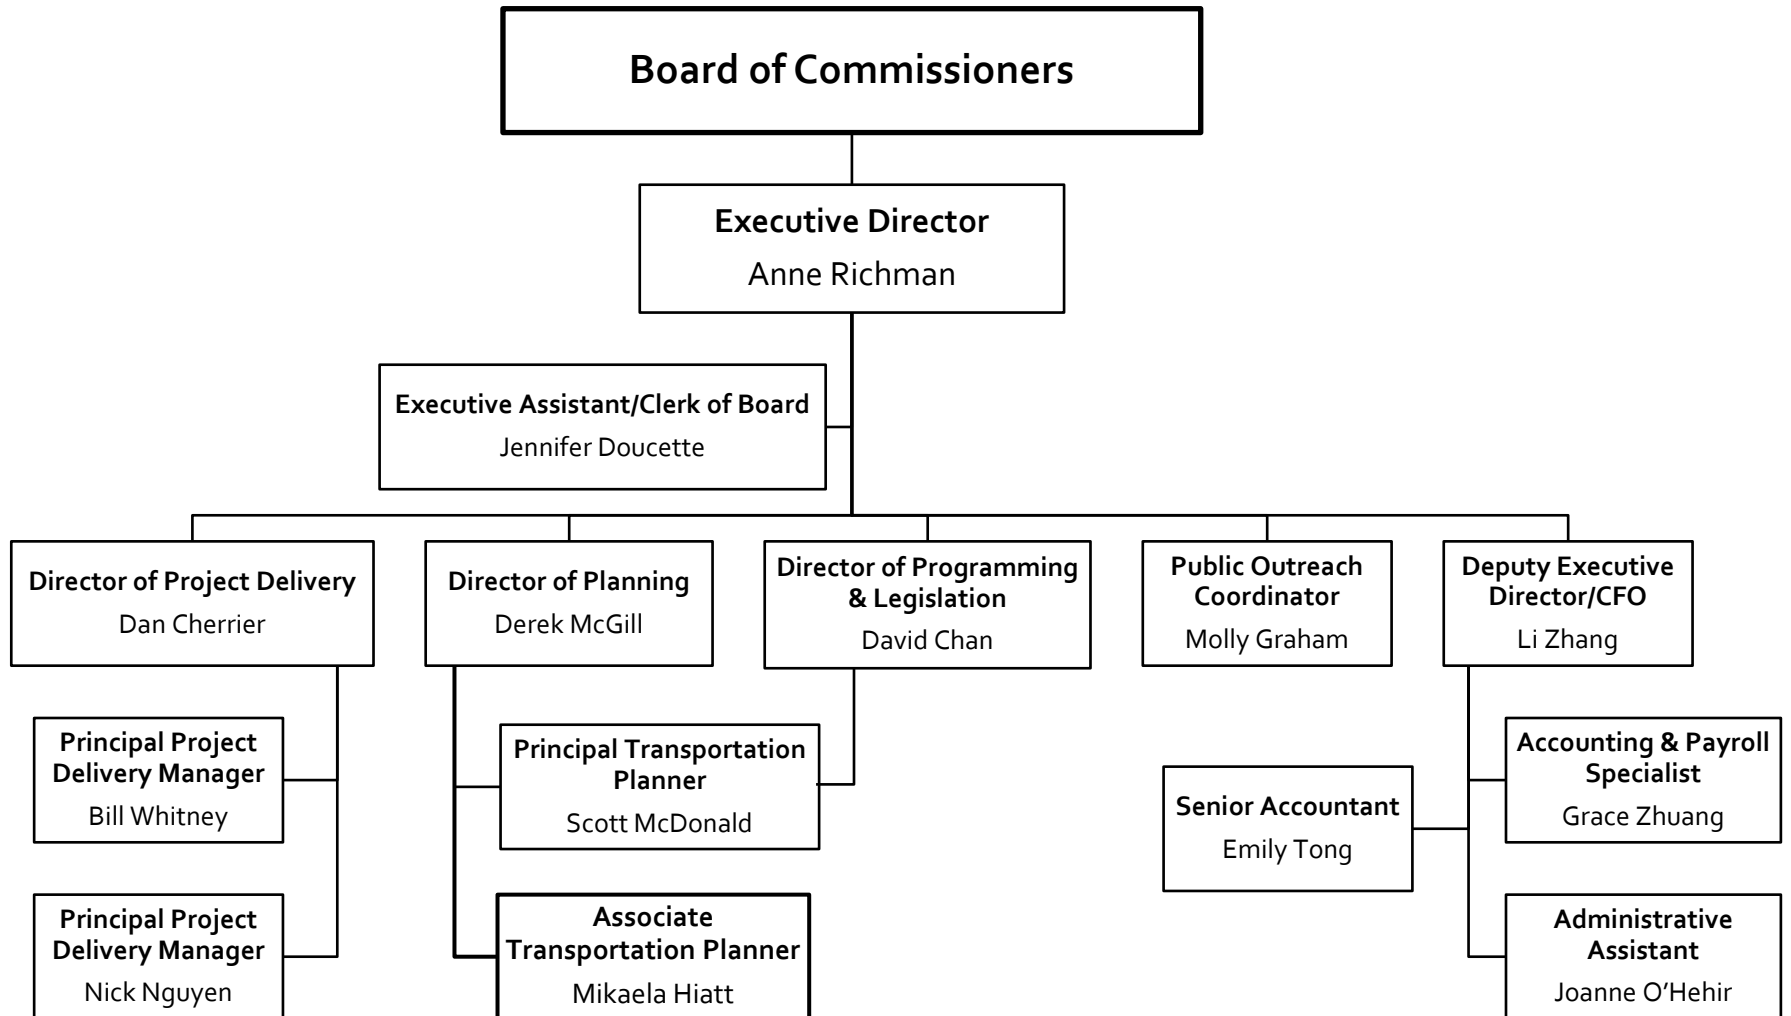 Board of Commissioners
Executive Director
Anne Richman
Executive Assistant/Clerk of Board
Jennifer Doucette
Director of Project Delivery
Dan Cherrier
Director of Planning
Derek McGill
Director of Programming
& Legislation
David Chan
Public Outreach
Coordinator
Molly Graham
Deputy Executive
Director/CFO
Li Zhang
Principal Project
Delivery Manager
Bill Whitney
Principal Transportation
Planner
Scott McDonald
Senior Accountant
Emily Tong
Accounting & Payroll
Specialist
Grace Zhuang
Principal Project
Delivery Manager
Nick Nguyen
Associate
Transportation Planner
Mikaela Hiatt
Administrative
Assistant
Joanne O’Hehir